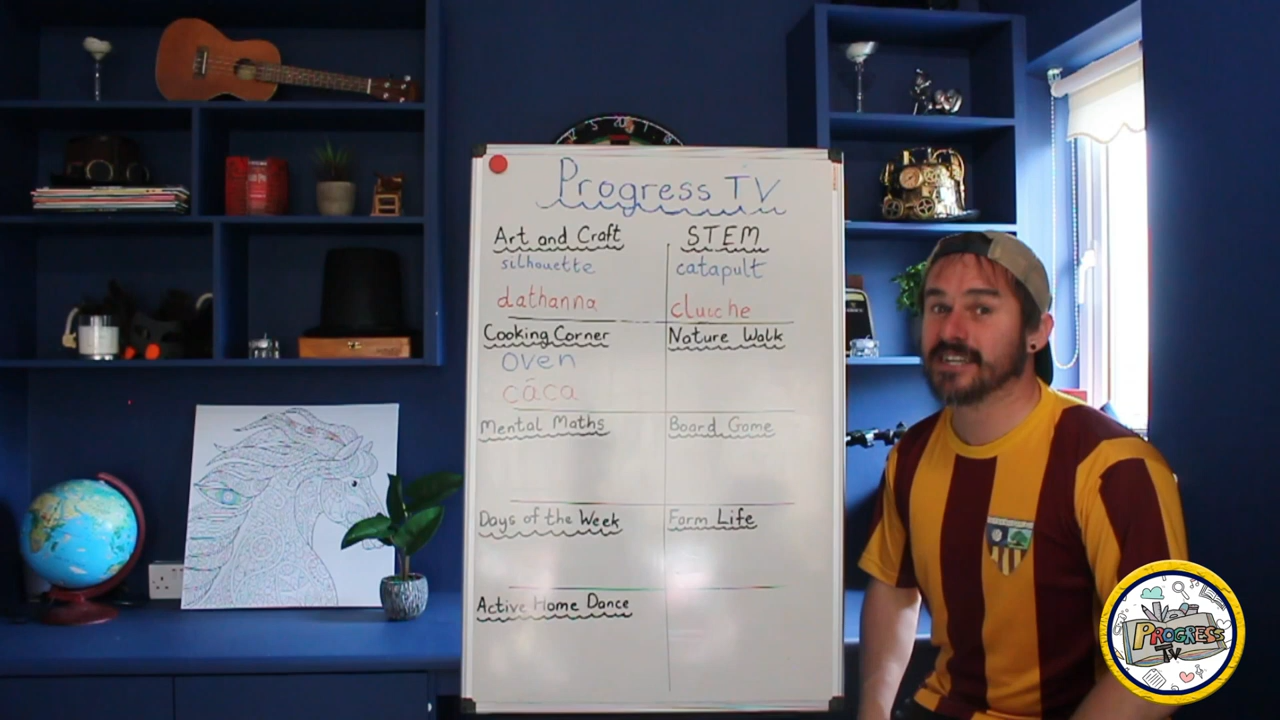 Progress TV
Art and Craft
silhouette
dathanna
STEM
catapult
cluiche
Cooking Corner
oven
cáca
Nature Walk
Mental Maths
Board Game
Days of the Week
Farm Life
Active Home Dance
PROGRESS
TV